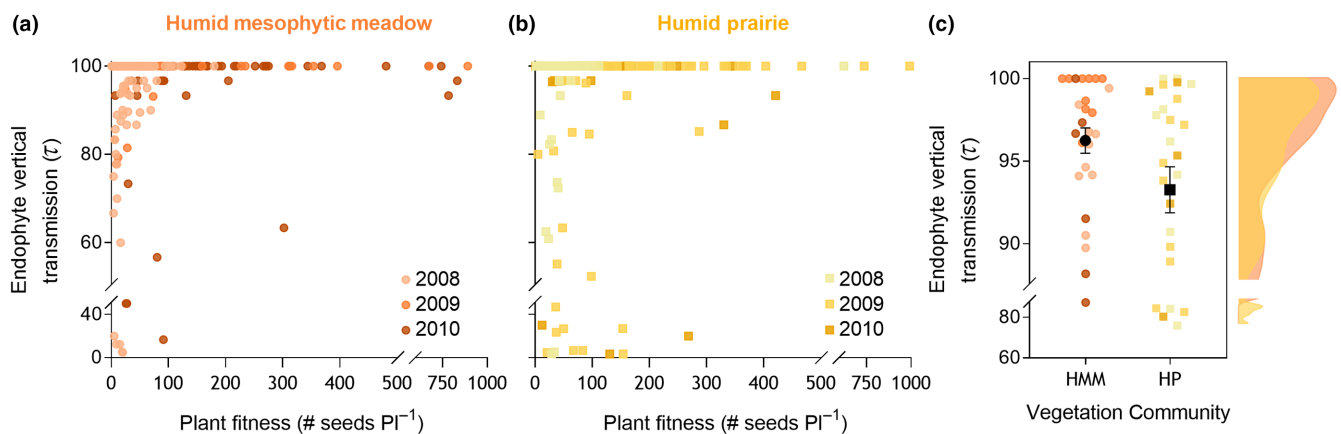 (a) Humid mesophytic meadow
Endophyte vertical
transmission (τ)
100
80
60
40
0
0 100 200 300 400 500 750 1000
Plant fitness (# seeds Pl⁻¹)
2008
2009
2010
(b) Humid prairie
100
80
60
40
0
0 100 200 300 400 500 750 1000
Plant fitness (# seeds Pl⁻¹)
2008
2009
2010
(c)
Endophyte vertical
transmission (τ)
100
95
90
80
60
HMM HP
Vegetation Community